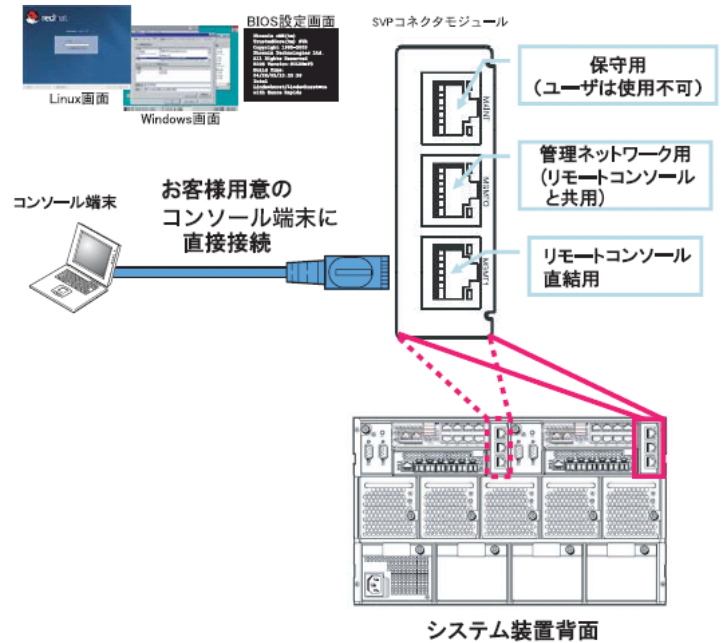 redhat
Linux画面
Windows画面
BIOS設定画面
SVPコネクタモジュール
MAINT
MGMT0
MGMT1
保守用
(ユーザは使用不可)
管理ネットワーク用
(リモートコンソール
と共用)
リモートコンソール
直結用
コンソール端末
お客様用意の
コンソール端末に
直接接続
システム装置背面